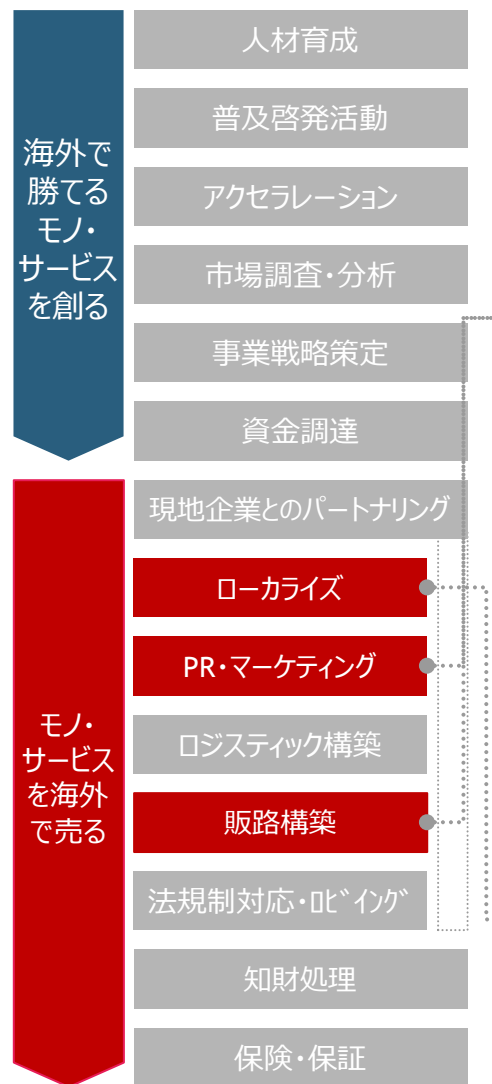 海外で
勝てる
モノ・
サービス
を創る
人材育成
普及啓発活動
アクセラレーション
市場調査・分析
事業戦略策定
資金調達
モノ・
サービス
を海外
で売る
現地企業とのパートナリング
ローカライズ
PR・マーケティング
ロジスティック構築
販路構築
法規制対応・ﾛﾋﾞｲﾝｸﾞ
知財処理
保険・保証